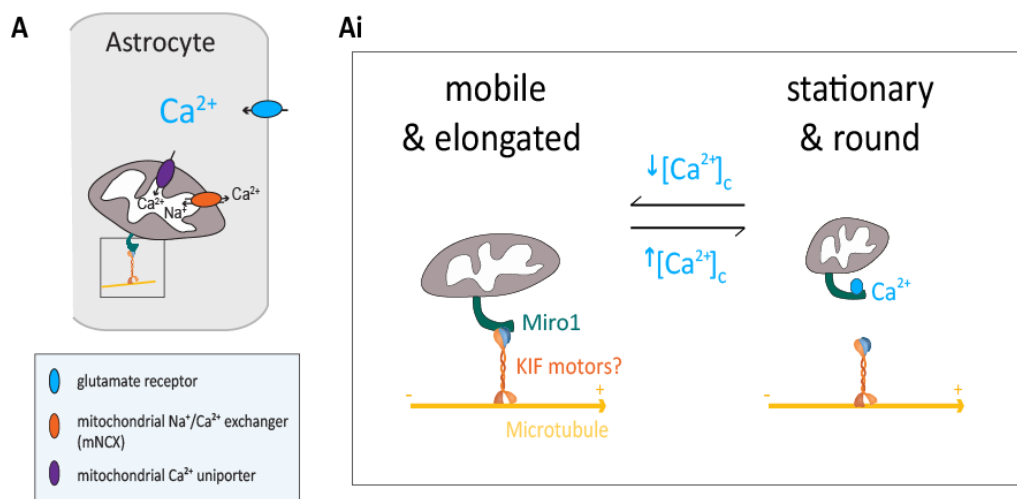 A
Astrocyte
Ca²⁺
Ca²⁺
Na⁺
Ca²⁺
glutamate receptor
mitochondrial Na⁺/Ca²⁺ exchanger
(mNCX)
mitochondrial Ca²⁺ uniporter
Ai
mobile
& elongated
stationary
& round
↓[Ca²⁺]c
↑[Ca²⁺]c
Ca²⁺
Miro1
KIF motors?
- +
Microtubule
- +